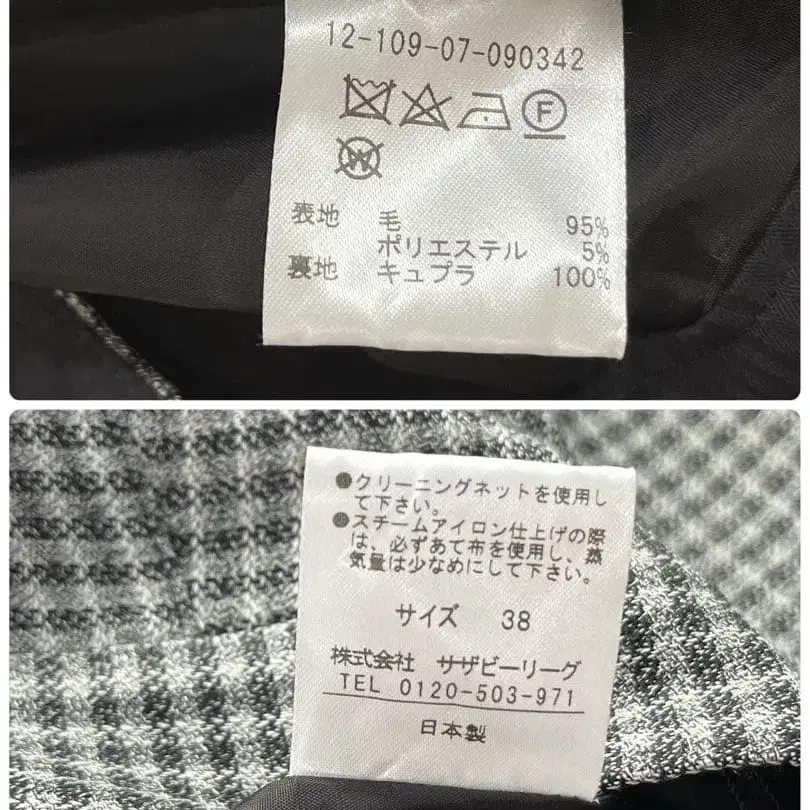 12-109-07-090342
F
W
表地 毛 95%
ポリエステル 5%
裏地 キュプラ 100%
●クリーニングネットを使用し
て下さい。
●スチームアイロン仕上げの際
は、必ずあて布を使用し、蒸
気量は少なめにして下さい。
サイズ 38
株式会社 サザビーリーグ
TEL 0120-503-971
日本製